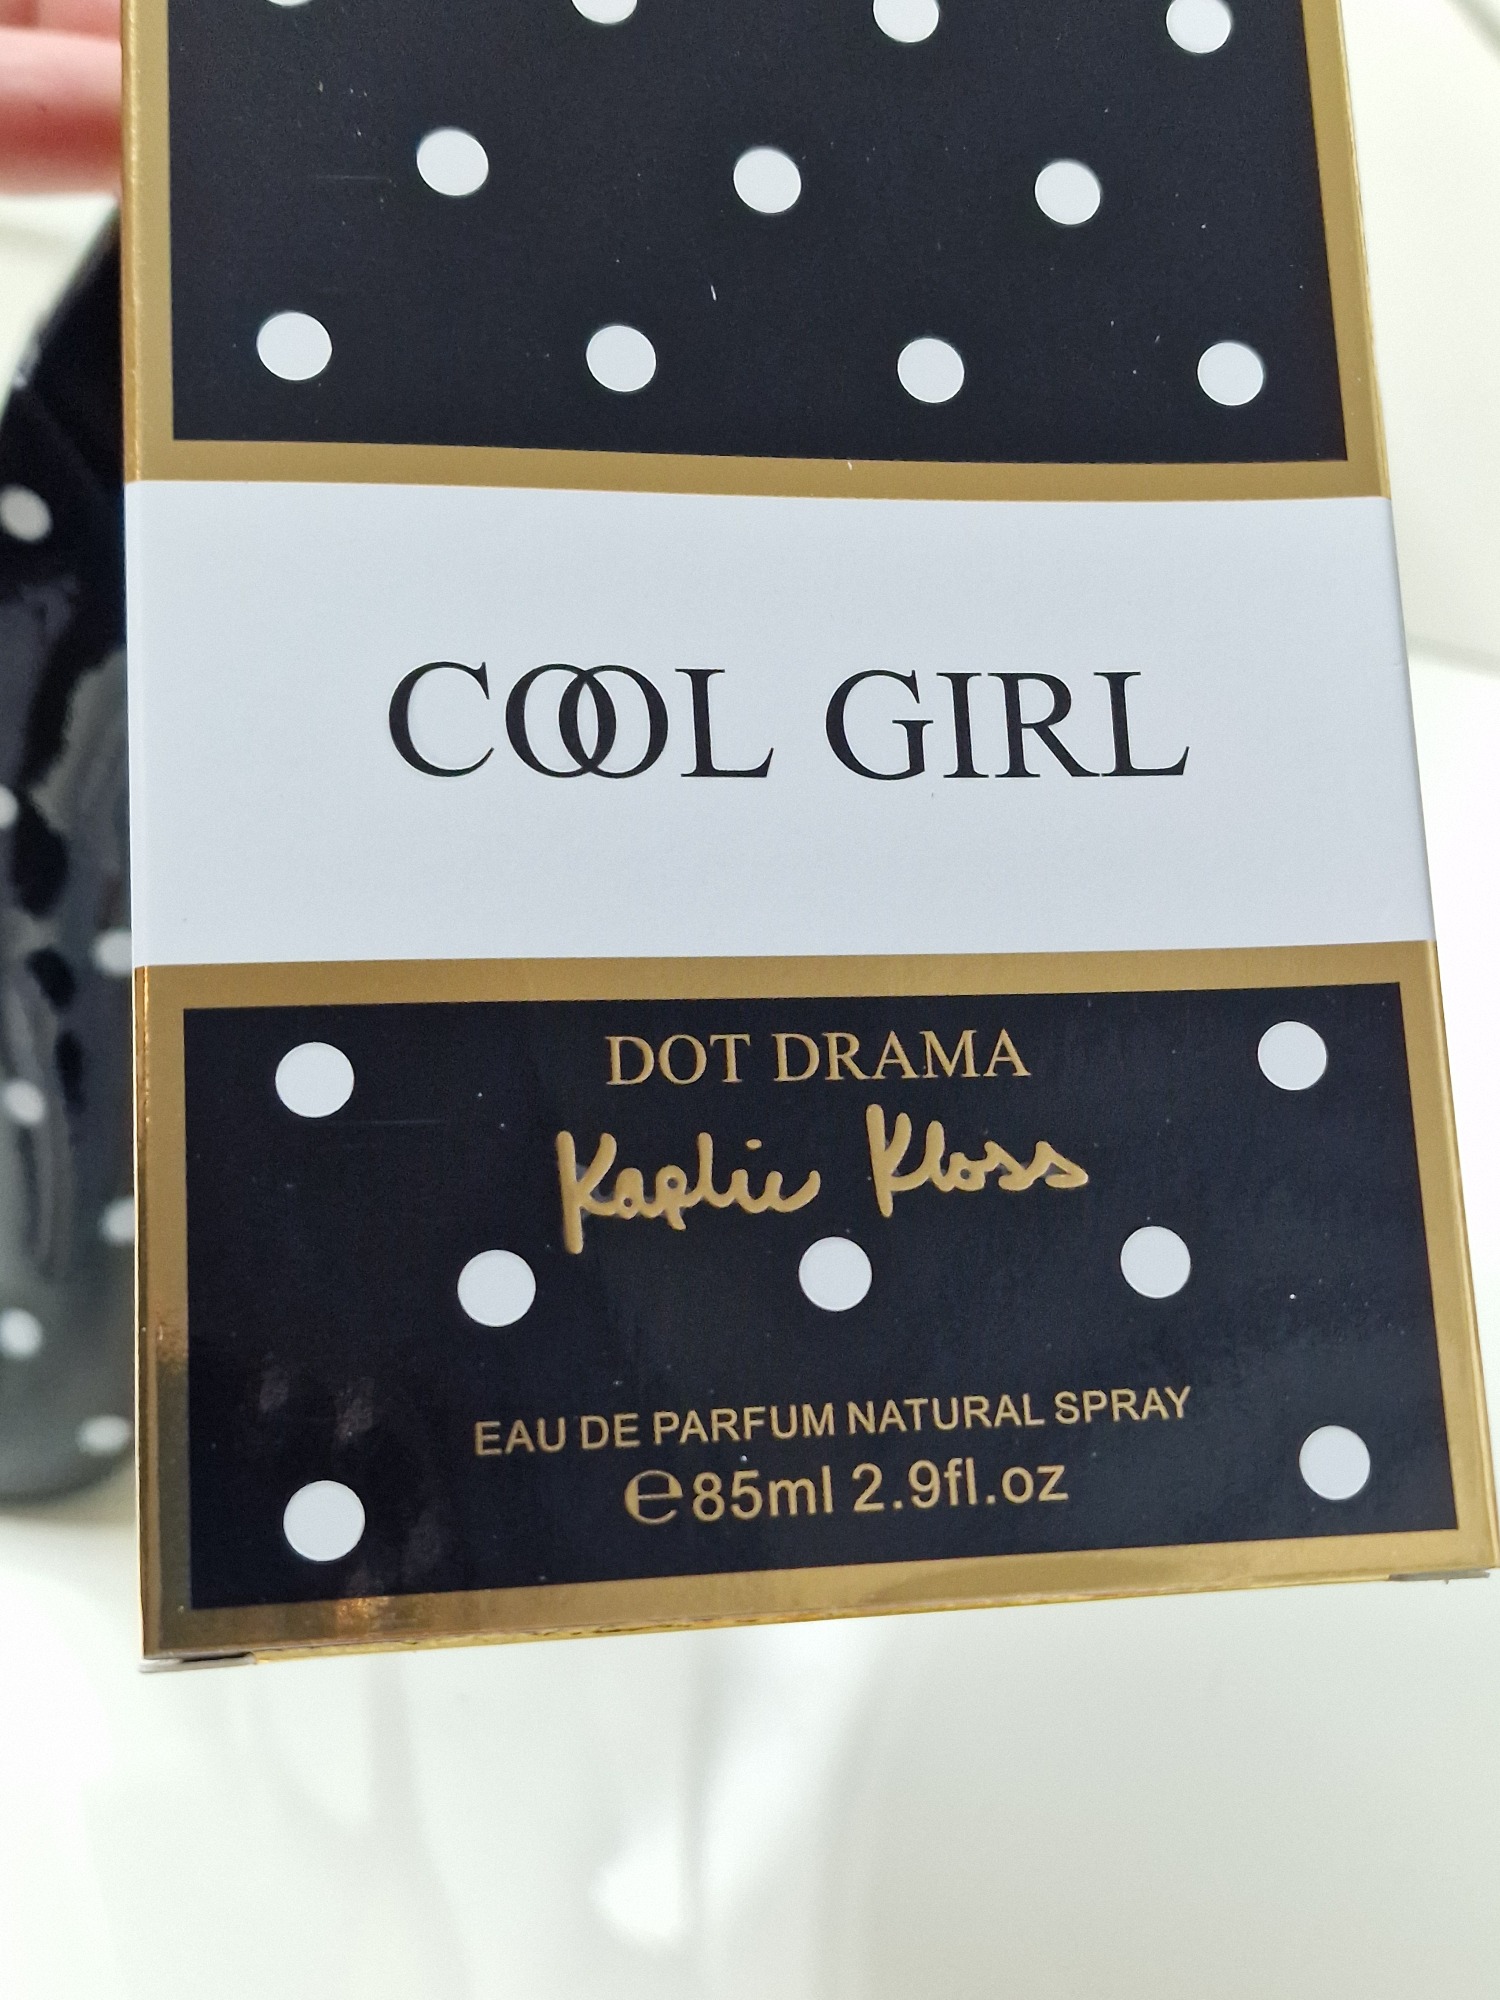 COOL GIRL
DOT DRAMA
Kaplie Kloss
EAU DE PARFUM NATURAL SPRAY
℮85ml 2.9fl.oz